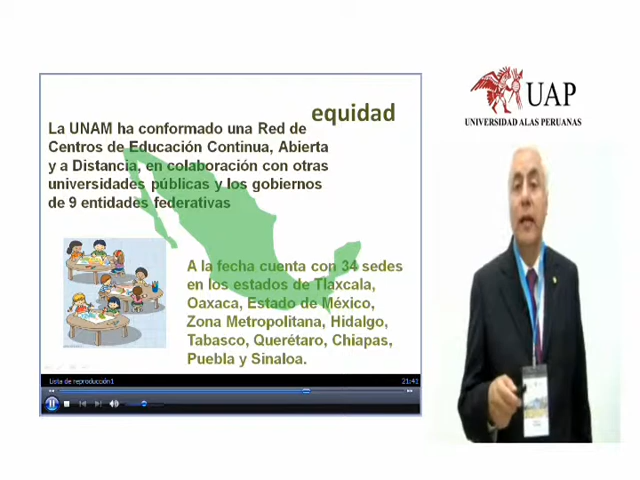 equidad
La UNAM ha conformado una Red de
Centros de Educación Continua, Abierta
y a Distancia, en colaboración con otras
universidades públicas y los gobiernos
de 9 entidades federativas
A la fecha cuenta con 34 sedes
en los estados de Tlaxcala,
Oaxaca, Estado de México,
Zona Metropolitana, Hidalgo,
Tabasco, Querétaro, Chiapas,
Puebla y Sinaloa.
Lista de reproducción1
21:41
UAP
UNIVERSIDAD ALAS PERUANAS